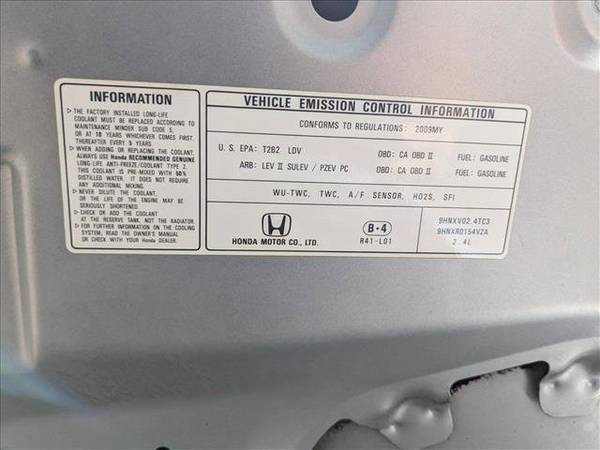 INFORMATION
▷ THE FACTORY INSTALLED LONG-LIFE
COOLANT MUST BE REPLACED ACCORDING TO
MAINTENANCE MINDER SUB CODE 5,
OR AT 10 YEARS WHICHEVER COMES FIRST,
THEREAFTER EVERY 5 YEARS
▷ WHEN ADDING OR REPLACING THE COOLANT,
ALWAYS USE Honda RECOMMENDED GENUINE
LONG-LIFE ANTI-FREEZE/COOLANT TYPE 2.
THIS COOLANT IS PRE-MIXED WITH 50%
DISTILLED WATER AND DOES NOT REQUIRE
ANY ADDITIONAL MIXING.
▷ NEVER DILUTE THE COOLANT,
OR THE LIFE OF THE ENGINE MAY BE
SERIOUSLY SHORTENED.
▷ CHECK OR ADD THE COOLANT
AT THE RESERVE TANK, NOT THE RADIATOR.
▷ FOR FURTHER INFORMATION ON THE COOLING
SYSTEM, READ THE OWNER'S MANUAL
OR CHECK WITH YOUR Honda DEALER.
VEHICLE EMISSION CONTROL INFORMATION
CONFORMS TO REGULATIONS: 2009MY
U. S. EPA: T2B2 LDV OBD: CA OBD II FUEL: GASOLINE
ARB: LEV II SULEV / PZEV PC OBD: CA OBD II FUEL: GASOLINE
WU-TWC, TWC, A/F SENSOR, HO2S, SFI
HONDA MOTOR CO., LTD.
B-4
R41-L01
9HNXV02.4TC3
9HNXR0154VZA
2.4L